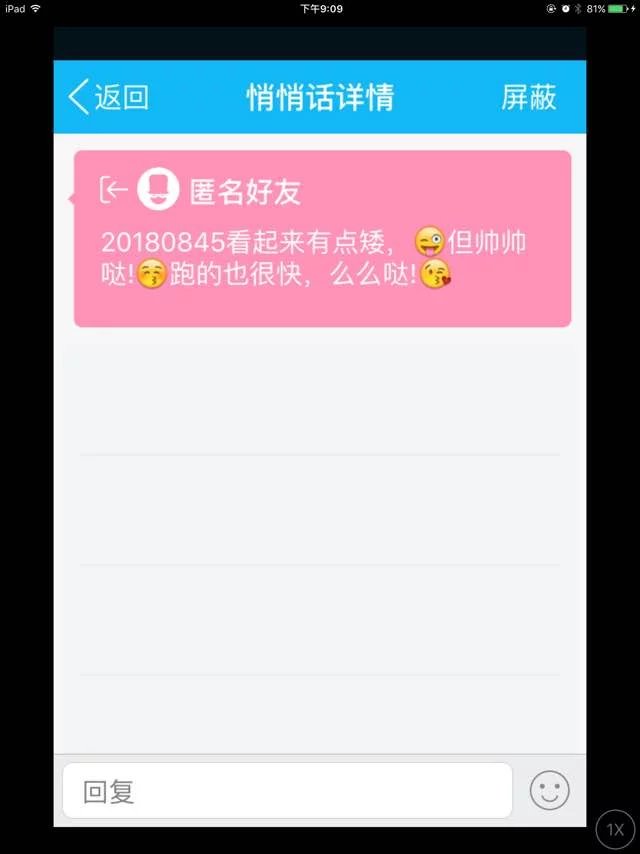 iPad 下午9:09 81%
返回 悄悄话详情 屏蔽
匿名好友
20180845看起来有点矮，😜但帅帅
哒!😚跑的也很快，么么哒!😘
回复
1X